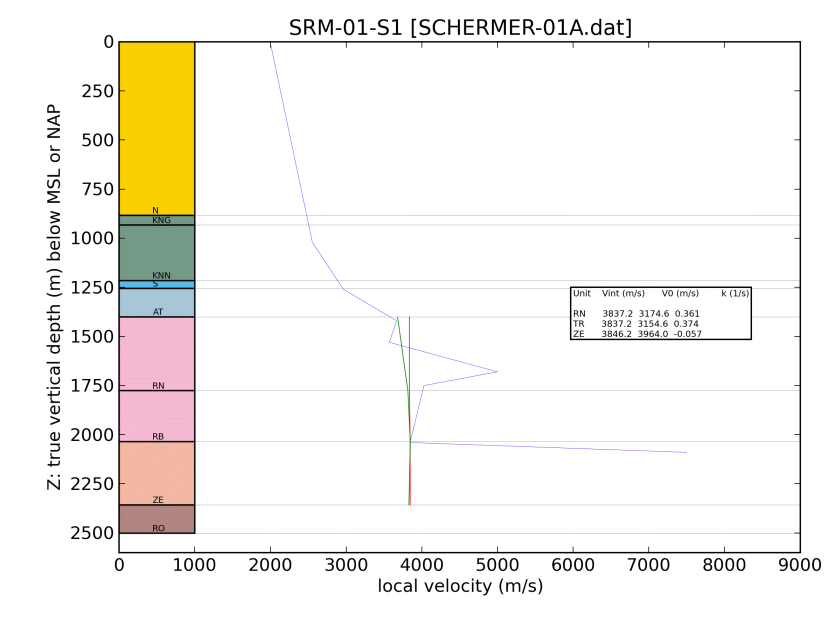 SRM-01-S1 [SCHERMER-01A.dat]
Z: true vertical depth (m) below MSL or NAP
0
250
500
750
1000
1250
1500
1750
2000
2250
2500
N
KNG
KNN
S
AT
RN
RB
ZE
RO
Unit Vint (m/s) V0 (m/s) k (1/s)
RN 3837.2 3174.6 0.361
TR 3837.2 3154.6 0.374
ZE 3846.2 3964.0 -0.057
0 1000 2000 3000 4000 5000 6000 7000 8000 9000
local velocity (m/s)